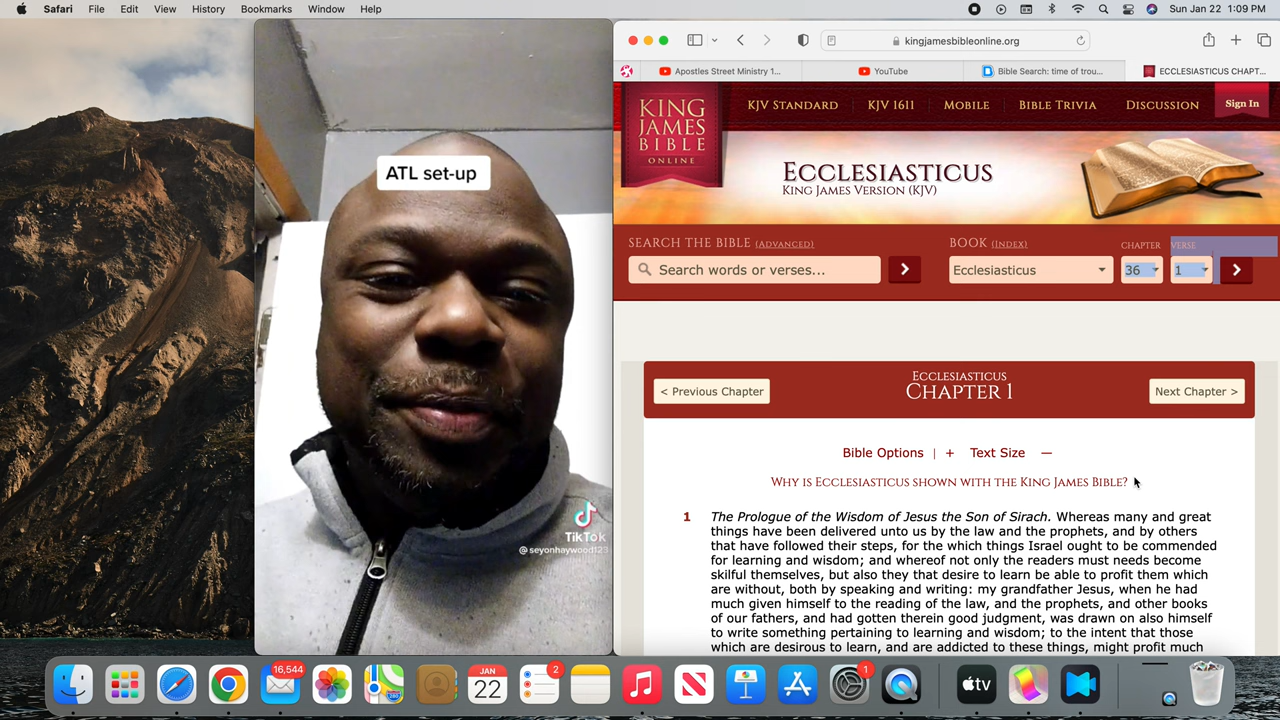 Safari File Edit View History Bookmarks Window Help
Sun Jan 22 1:09 PM
ATL set-up
TikTok
@seyonhaywood123
kingjamesbibleonline.org
Apostles Street Ministry 1...
YouTube
Bible Search: time of trou...
ECCLESIASTICUS CHAPT...
KING
JAMES
BIBLE
ONLINE
KJV STANDARD
KJV 1611
MOBILE
BIBLE TRIVIA
DISCUSSION
Sign In
ECCLESIASTICUS
KING JAMES VERSION (KJV)
SEARCH THE BIBLE (ADVANCED)
BOOK (INDEX)
CHAPTER
VERSE
Search words or verses...
Ecclesiasticus
36
1
< Previous Chapter
ECCLESIASTICUS
CHAPTER 1
Next Chapter >
Bible Options | + Text Size —
WHY IS ECCLESIASTICUS SHOWN WITH THE KING JAMES BIBLE?
1 The Prologue of the Wisdom of Jesus the Son of Sirach. Whereas many and great
things have been delivered unto us by the law and the prophets, and by others
that have followed their steps, for the which things Israel ought to be commended
for learning and wisdom; and whereof not only the readers must needs become
skilful themselves, but also they that desire to learn be able to profit them which
are without, both by speaking and writing: my grandfather Jesus, when he had
much given himself to the reading of the law, and the prophets, and other books
of our fathers, and had gotten therein good judgment, was drawn on also himself
to write something pertaining to learning and wisdom; to the intent that those
which are desirous to learn, and are addicted to these things, might profit much
16,544
JAN
22
2
1
tv